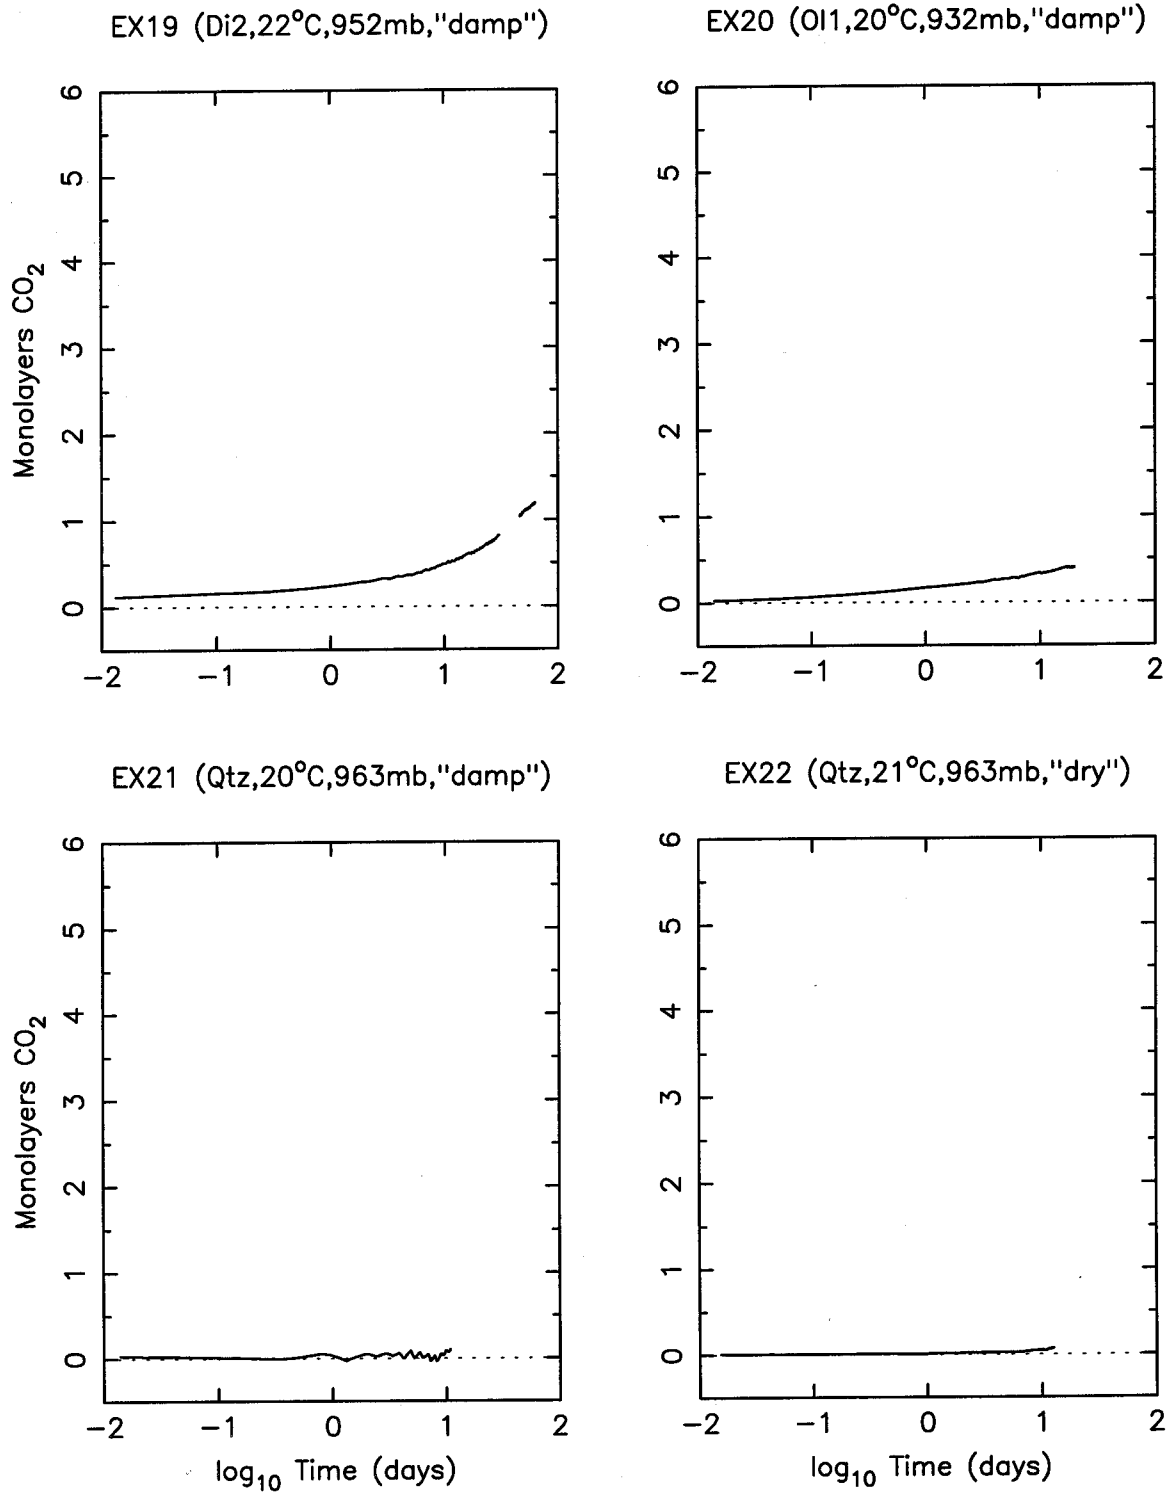 EX19 (Di2,22°C,952mb,"damp")
6
5
4
3
2
1
0
Monolayers CO2
−2 −1 0 1 2
EX20 (Ol1,20°C,932mb,"damp")
6
5
4
3
2
1
0
−2 −1 0 1 2
EX21 (Qtz,20°C,963mb,"damp")
6
5
4
3
2
1
0
Monolayers CO2
−2 −1 0 1 2
log10 Time (days)
EX22 (Qtz,21°C,963mb,"dry")
6
5
4
3
2
1
0
−2 −1 0 1 2
log10 Time (days)